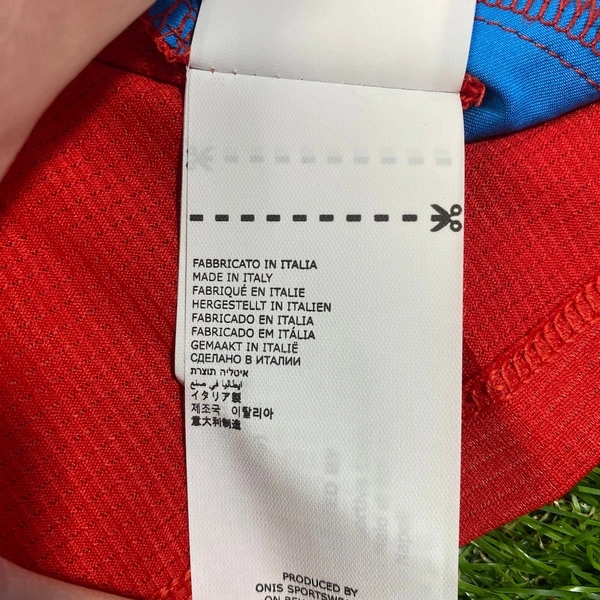 FABBRICATO IN ITALIA
MADE IN ITALY
FABRIQUÉ EN ITALIE
HERGESTELLT IN ITALIEN
FABRICADO EN ITALIA
FABRICADO EM ITÁLIA
GEMAAKT IN ITALIË
СДЕЛАНО В ИТАЛИИ
איטליה תוצרת
ايطاليا في صنع
イタリア製
제조국 이탈리아
意大利制造
PRODUCED BY
ONIS SPORTSWE
ON